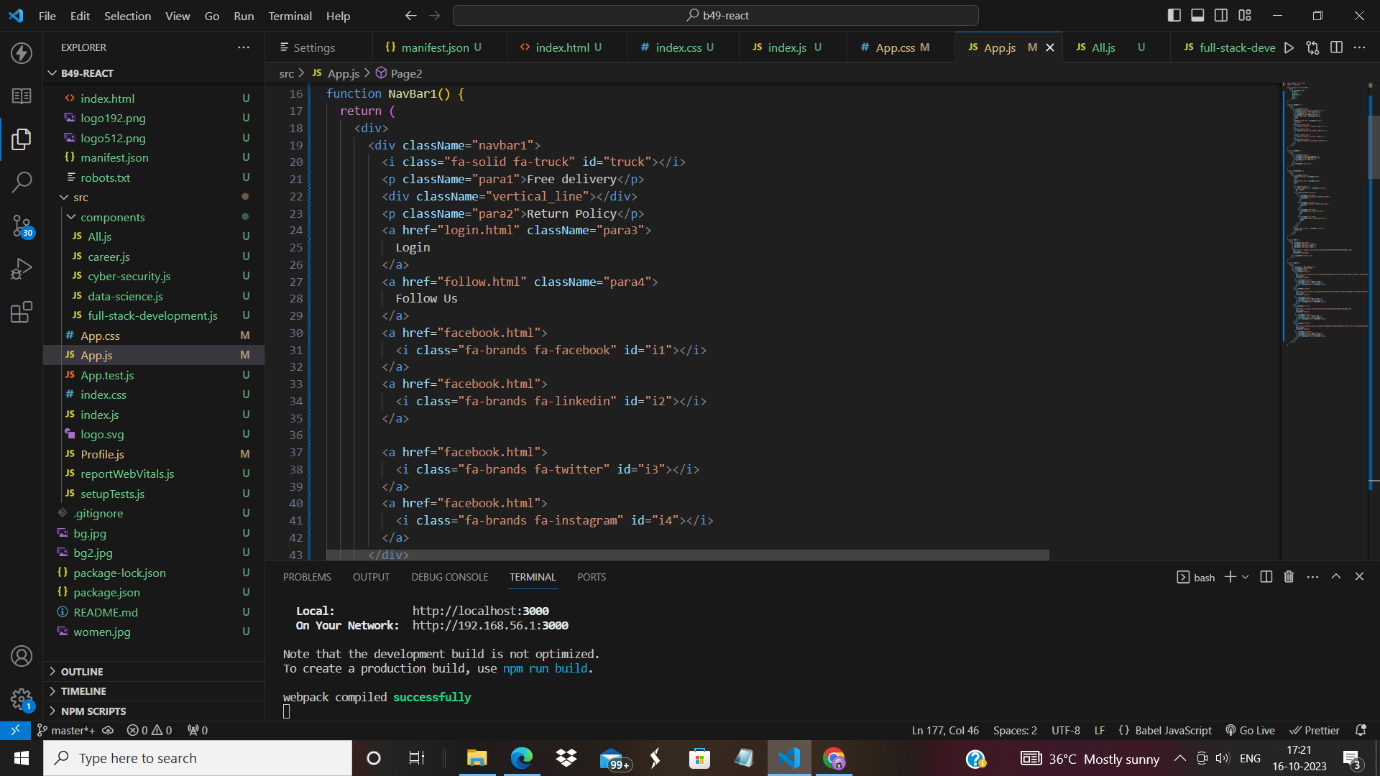 File Edit Selection View Go Run Terminal Help
b49-react
EXPLORER
B49-REACT
index.html U
logo192.png U
logo512.png U
manifest.json U
robots.txt U
src
components
All.js U
career.js U
cyber-security.js U
data-science.js U
full-stack-development.js U
App.css M
App.js M
App.test.js U
index.css U
index.js U
logo.svg U
Profile.js M
reportWebVitals.js U
setupTests.js U
.gitignore U
bg.jpg U
bg2.jpg U
package-lock.json U
package.json U
README.md U
women.jpg U
OUTLINE
TIMELINE
NPM SCRIPTS
30
1
Settings manifest.json U index.html U index.css U index.js U App.css M App.js M All.js U full-stack-deve
src > App.js > Page2
16 function NavBar1() {
17 return (
18 <div>
19 <div className="navbar1">
20 <i class="fa-solid fa-truck" id="truck"></i>
21 <p className="para1">Free delivery</p>
22 <div className="vertical_line"></div>
23 <p className="para2">Return Policy</p>
24 <a href="login.html" className="para3">
25 Login
26 </a>
27 <a href="follow.html" className="para4">
28 Follow Us
29 </a>
30 <a href="facebook.html">
31 <i class="fa-brands fa-facebook" id="i1"></i>
32 </a>
33 <a href="facebook.html">
34 <i class="fa-brands fa-linkedin" id="i2"></i>
35 </a>
36
37 <a href="facebook.html">
38 <i class="fa-brands fa-twitter" id="i3"></i>
39 </a>
40 <a href="facebook.html">
41 <i class="fa-brands fa-instagram" id="i4"></i>
42 </a>
43 </div>
PROBLEMS OUTPUT DEBUG CONSOLE TERMINAL PORTS
bash
Local: http://localhost:3000
On Your Network: http://192.168.56.1:3000
Note that the development build is not optimized.
To create a production build, use npm run build.
webpack compiled successfully
master*+ 0 0 0 Ln 177, Col 46 Spaces: 2 UTF-8 LF {} Babel JavaScript Go Live Prettier
Type here to search
99+
36°C Mostly sunny
ENG
17:21
16-10-2023
3